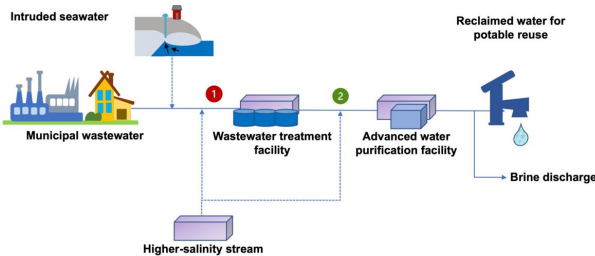 Intruded seawater
Reclaimed water for
potable reuse
1
2
Municipal wastewater
Wastewater treatment
facility
Advanced water
purification facility
Brine discharge
Higher-salinity stream